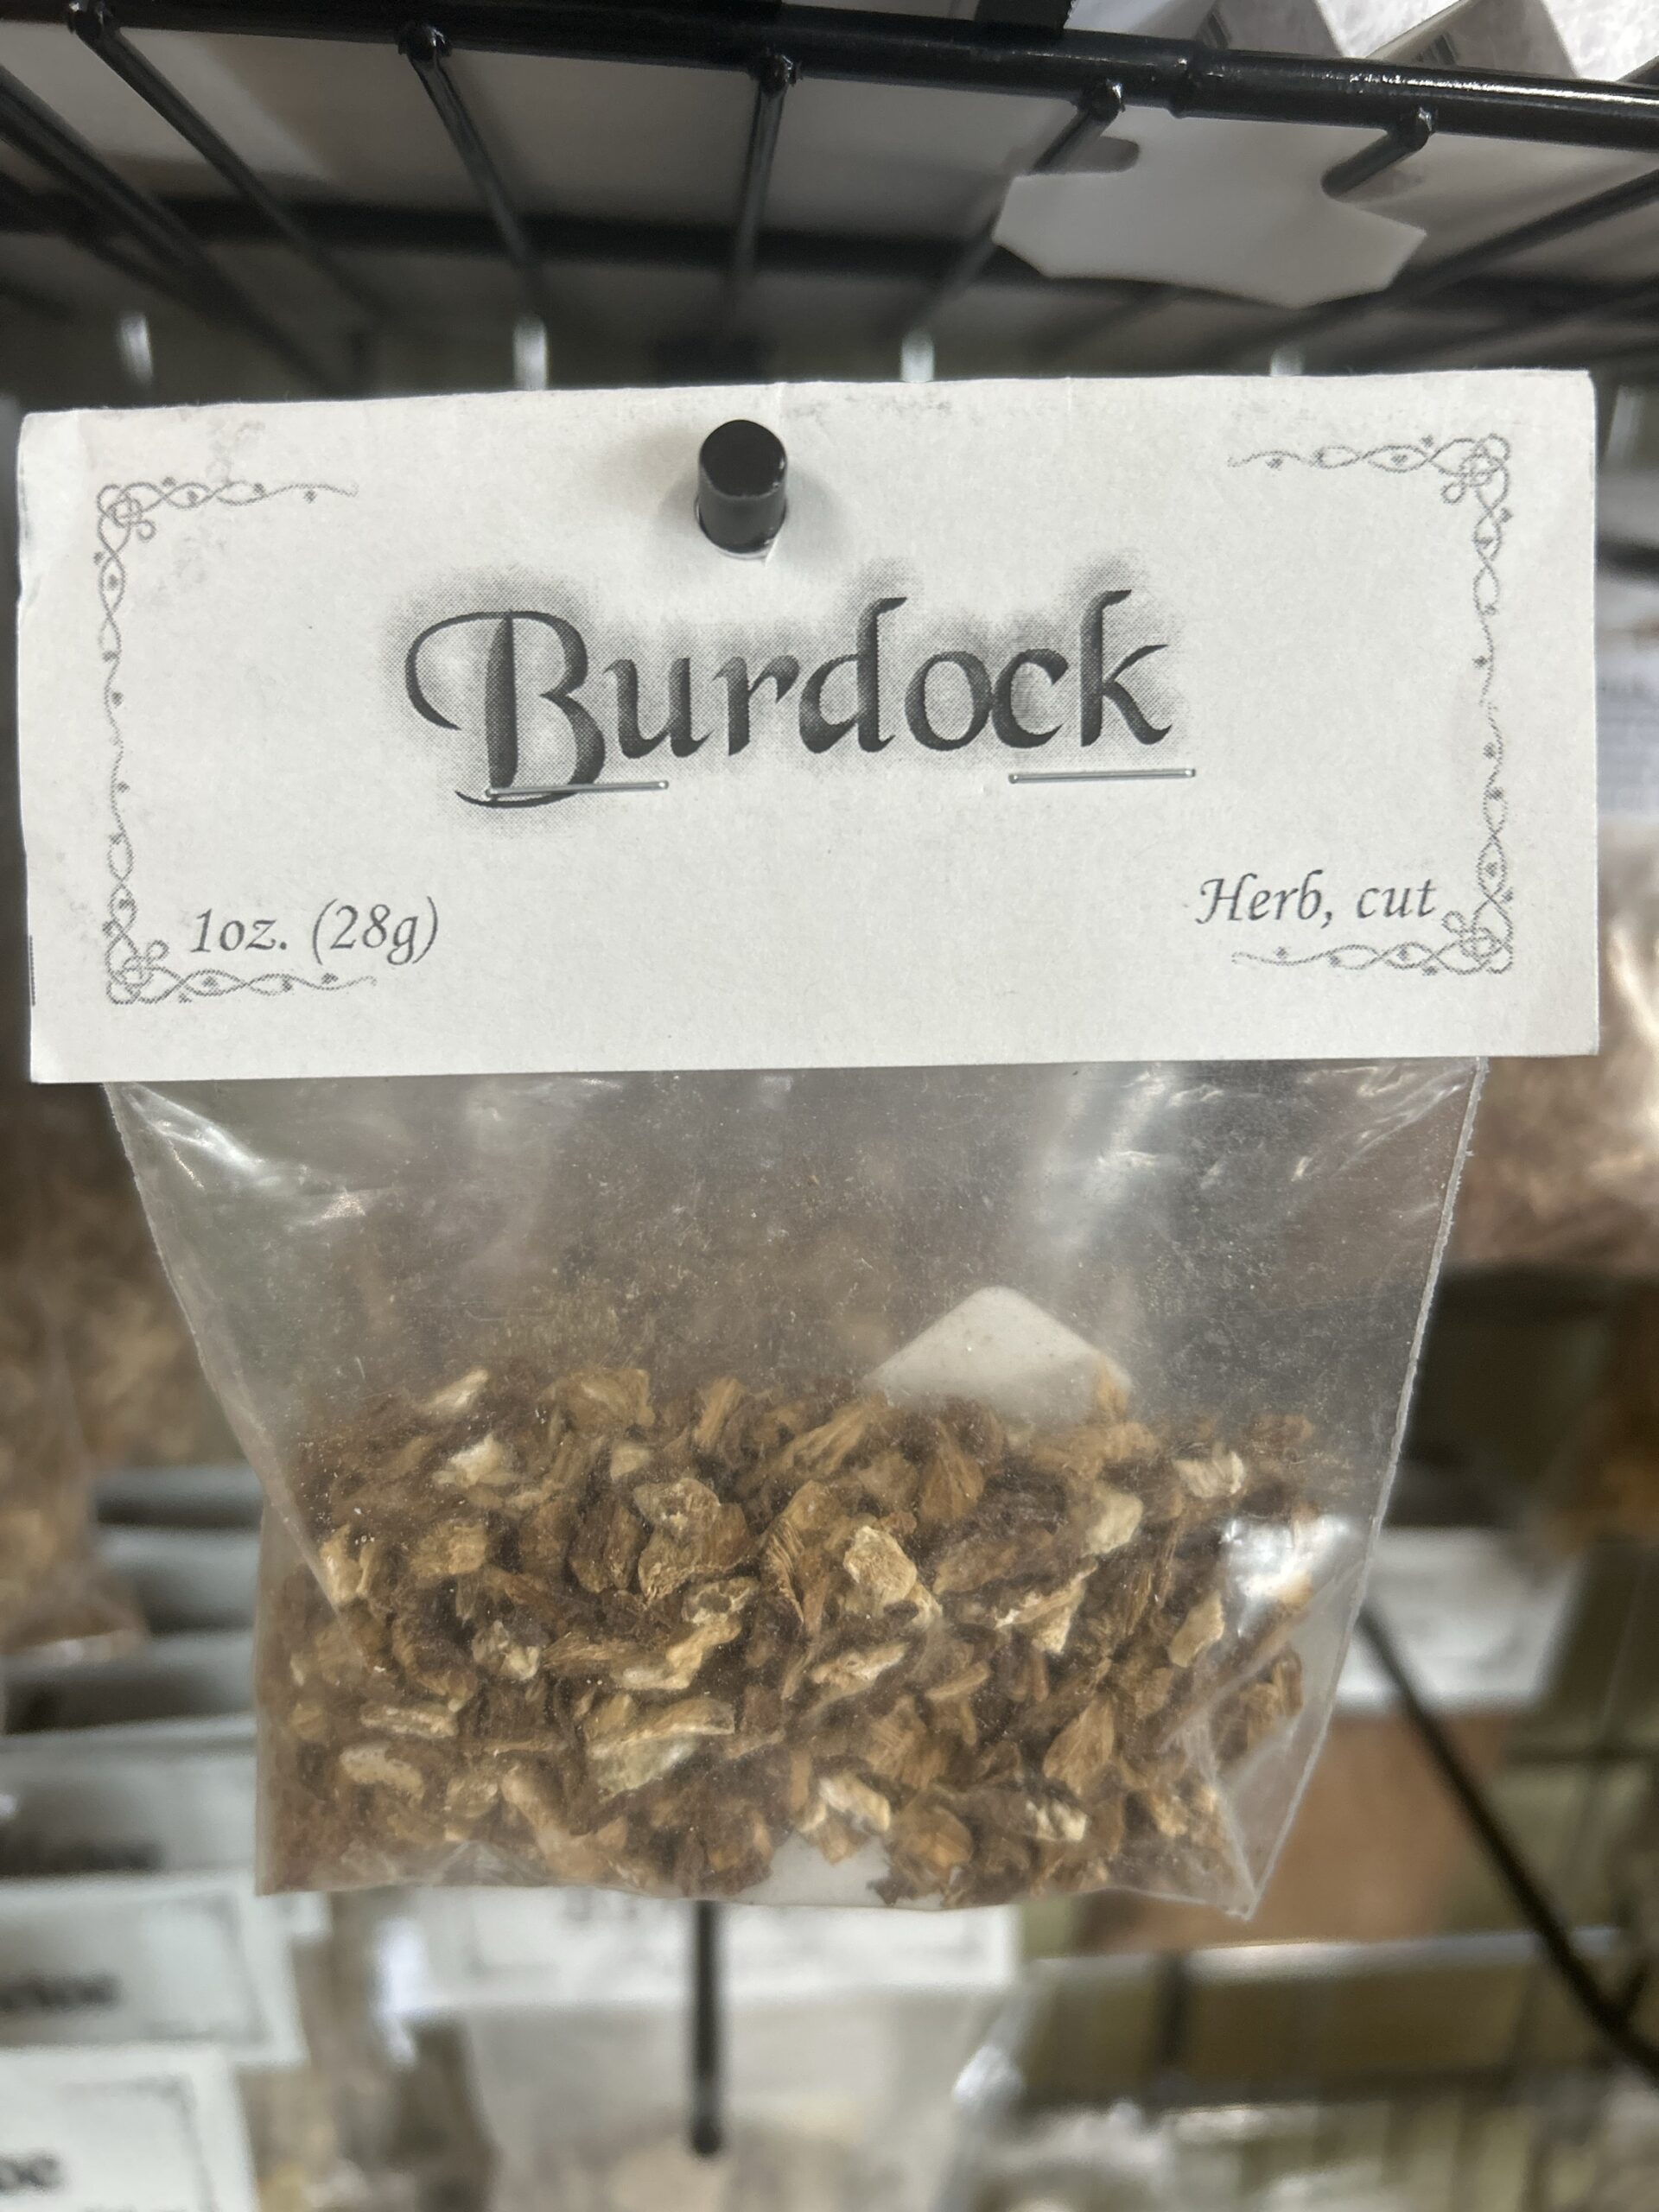 Burdock
1oz. (28g)
Herb, cut